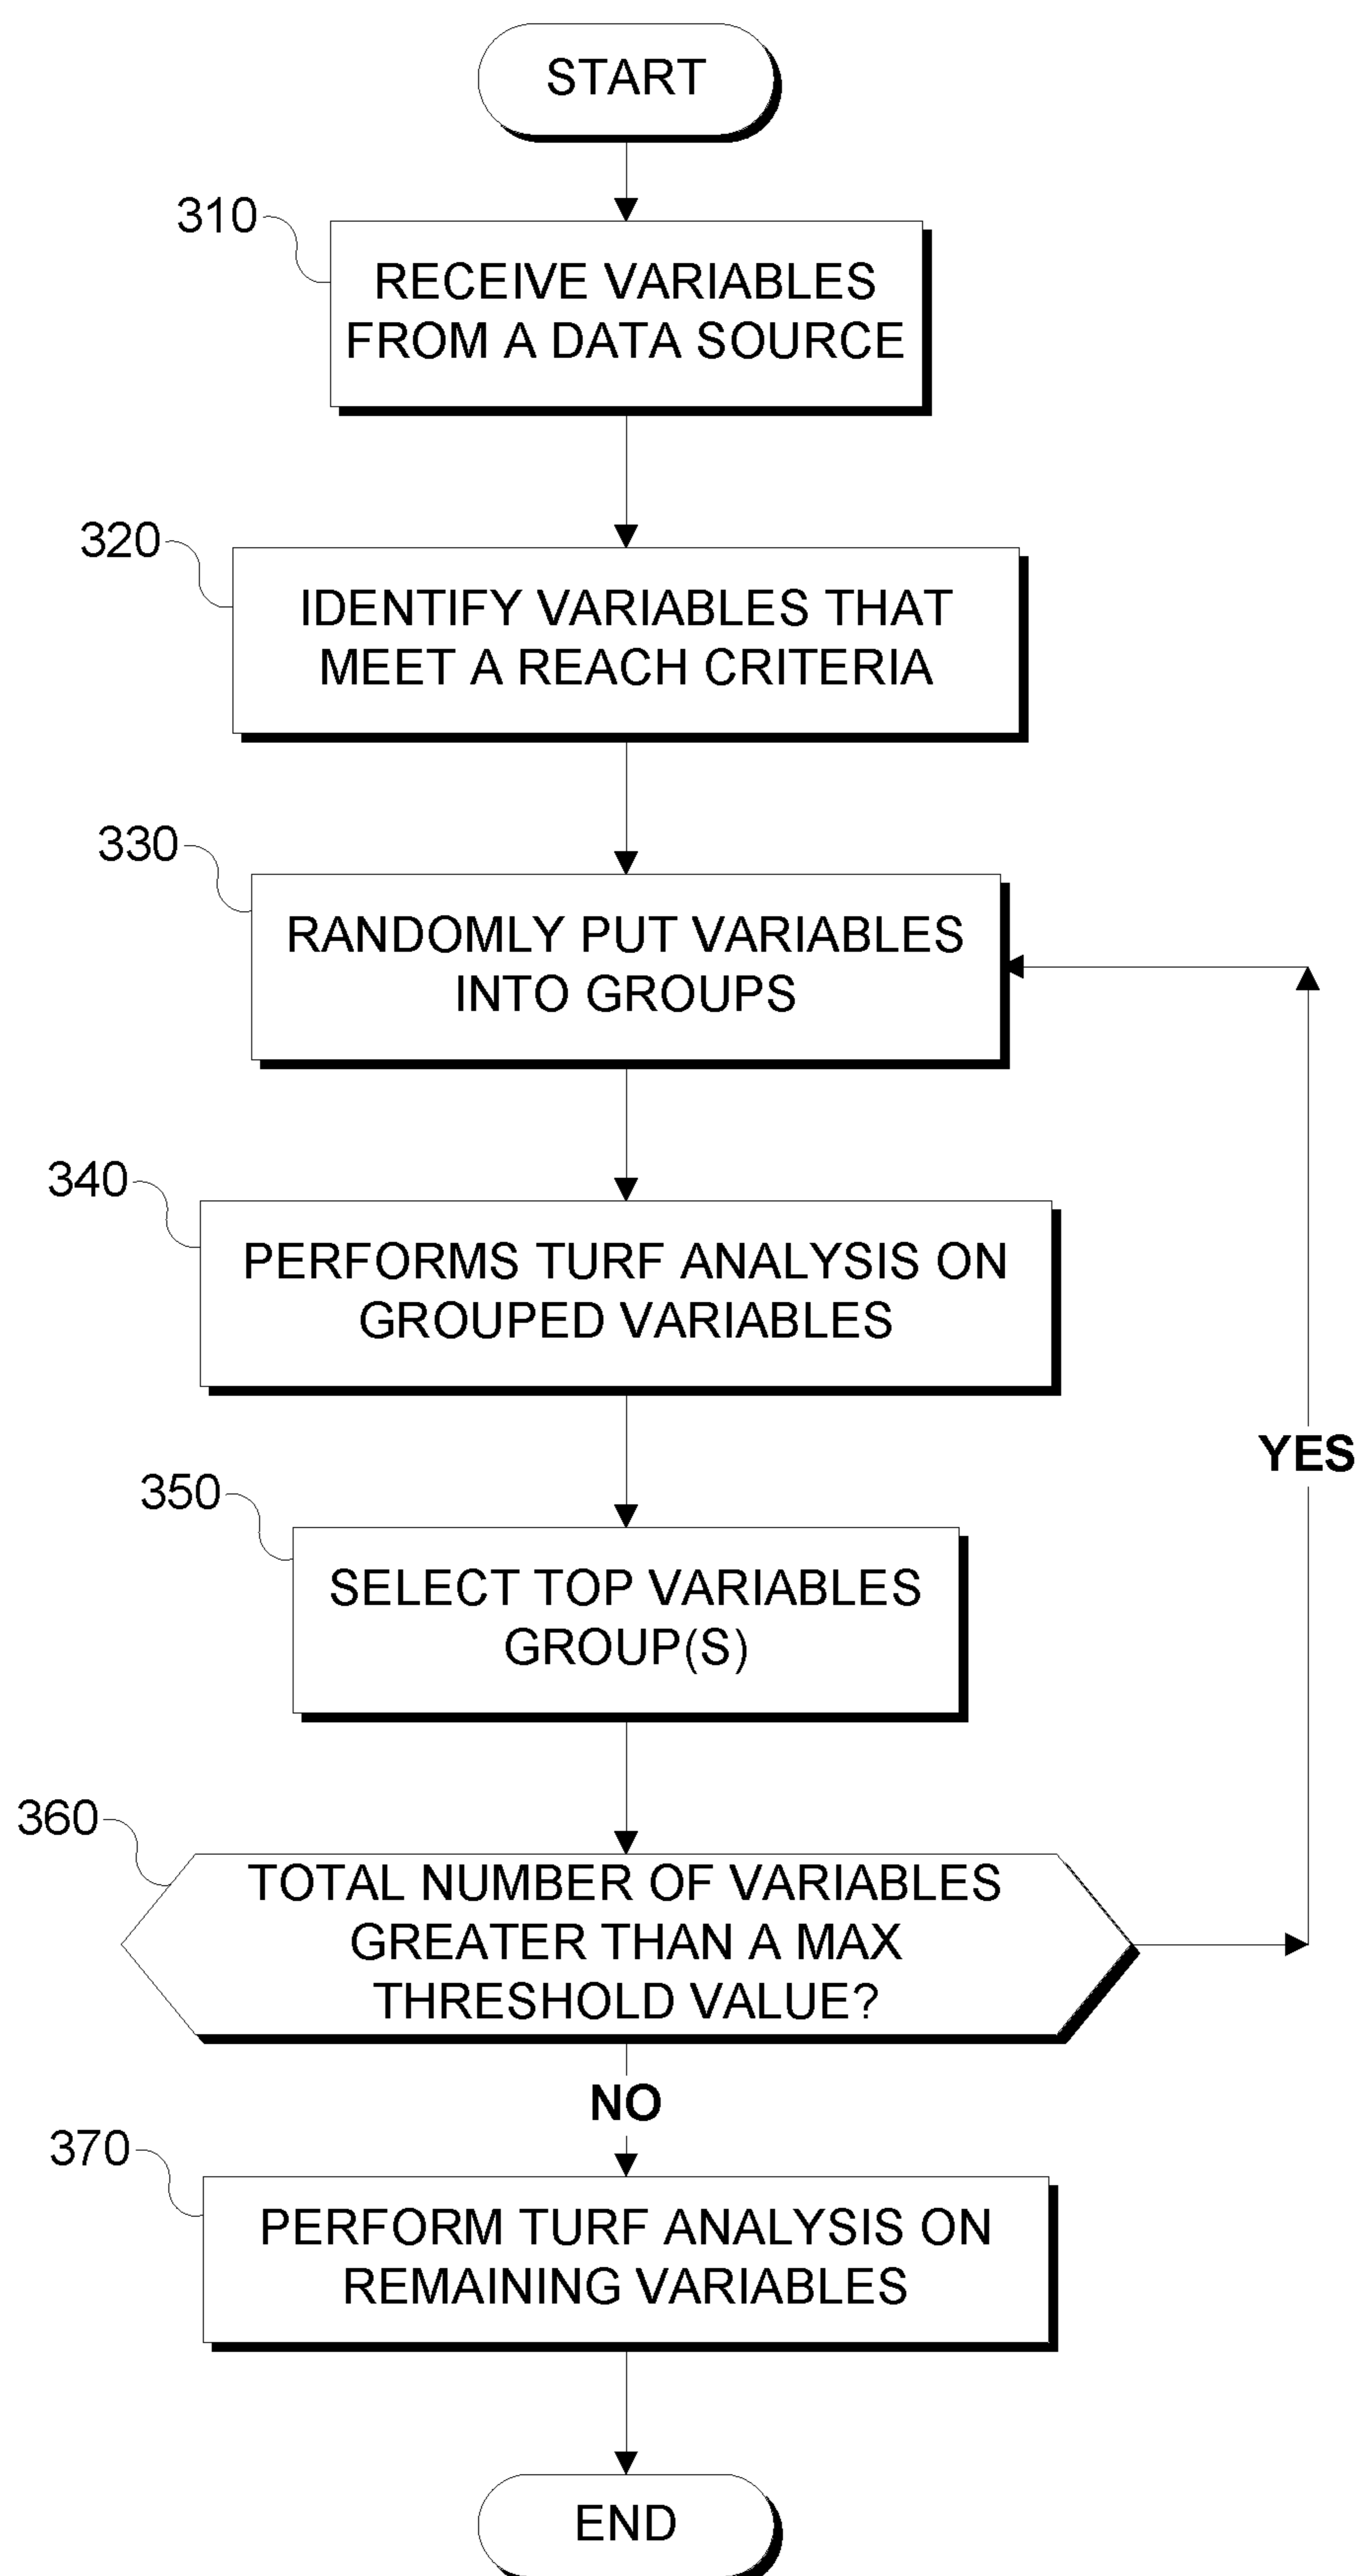 START
310
RECEIVE VARIABLES
FROM A DATA SOURCE
320
IDENTIFY VARIABLES THAT
MEET A REACH CRITERIA
330
RANDOMLY PUT VARIABLES
INTO GROUPS
340
PERFORMS TURF ANALYSIS ON
GROUPED VARIABLES
YES
350
SELECT TOP VARIABLES
GROUP(S)
360
TOTAL NUMBER OF VARIABLES
GREATER THAN A MAX
THRESHOLD VALUE?
NO
370
PERFORM TURF ANALYSIS ON
REMAINING VARIABLES
END